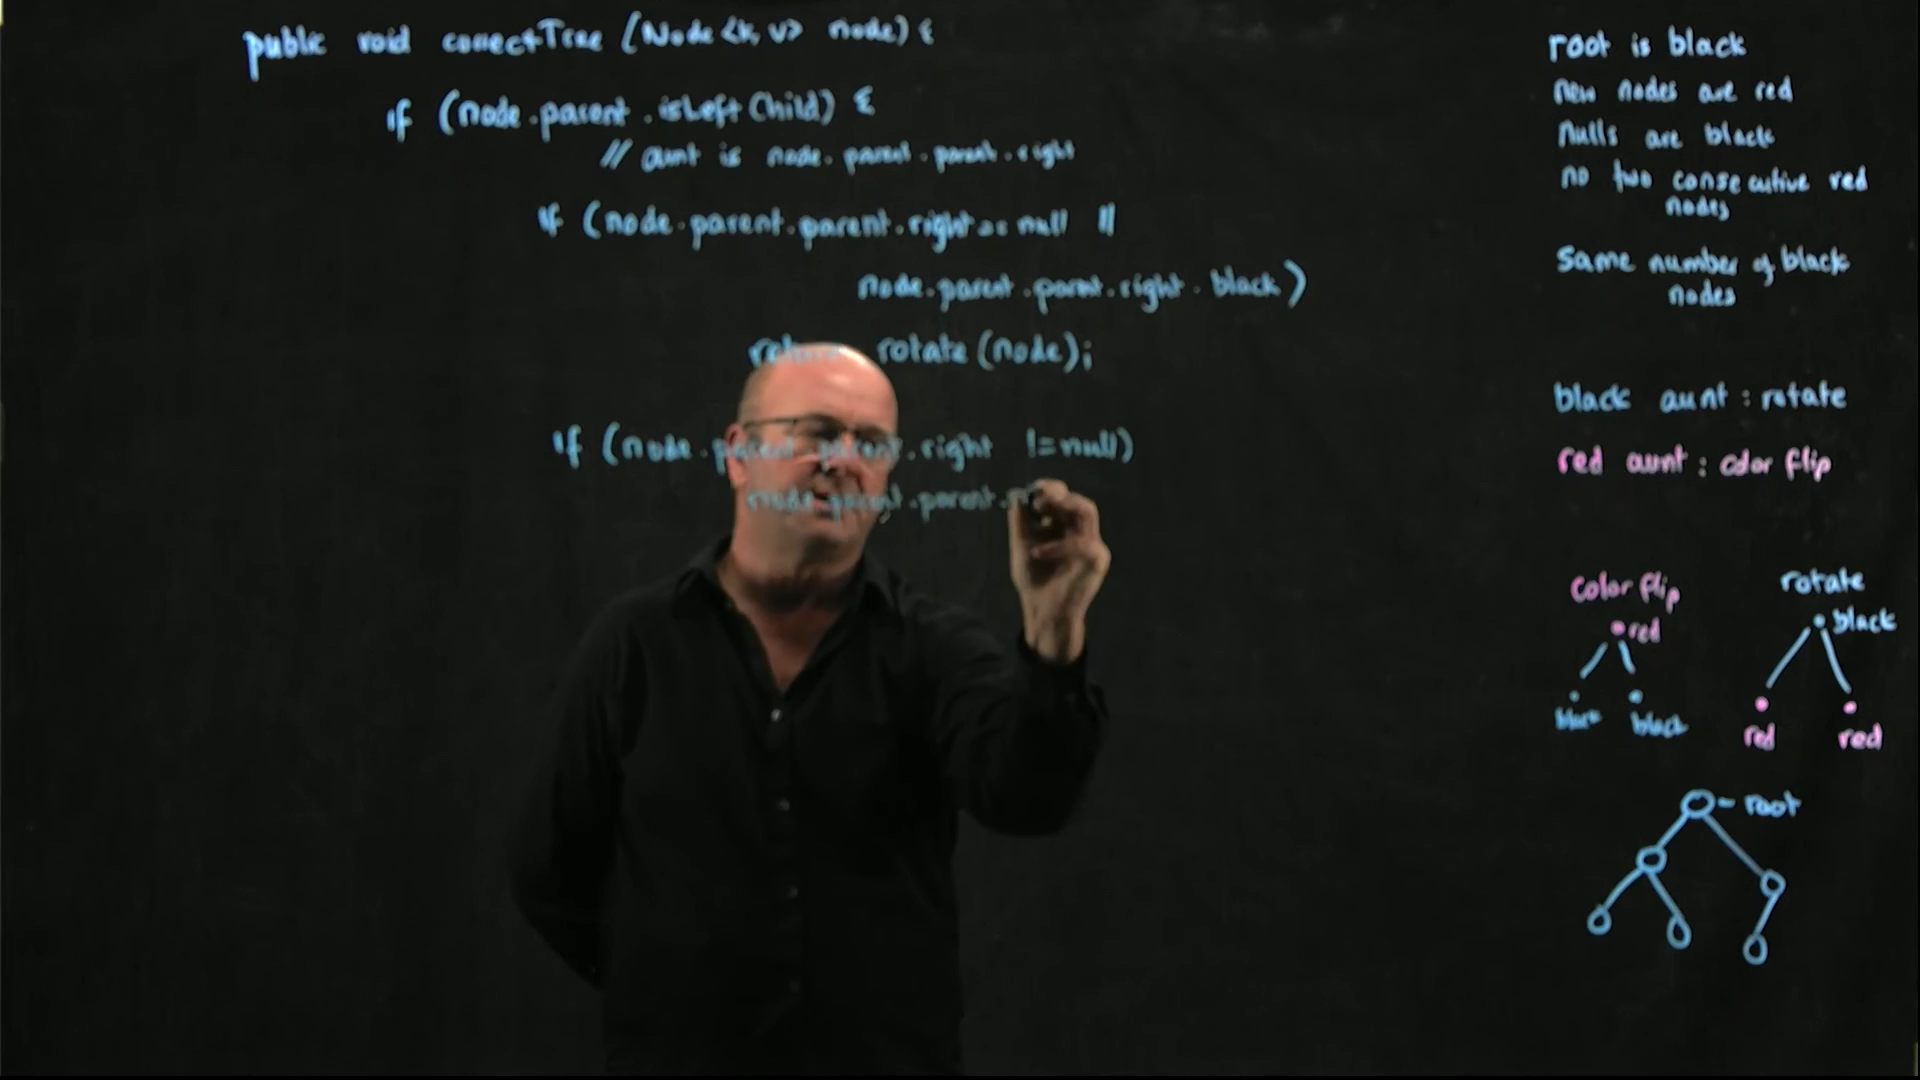 public void correctTree (Node <k, v> node) {
if (node.parent.isLeftChild) {
// aunt is node.parent.parent.right
if (node.parent.parent.right == null ||
node.parent.parent.right.black)
return rotate (node);
if (node.parent.parent.right != null)
node.parent.parent.
root is black
new nodes are red
nulls are black
no two consecutive red
nodes
same number of black
nodes
black aunt : rotate
red aunt : color flip
color flip
red
black black
rotate
black
red red
root